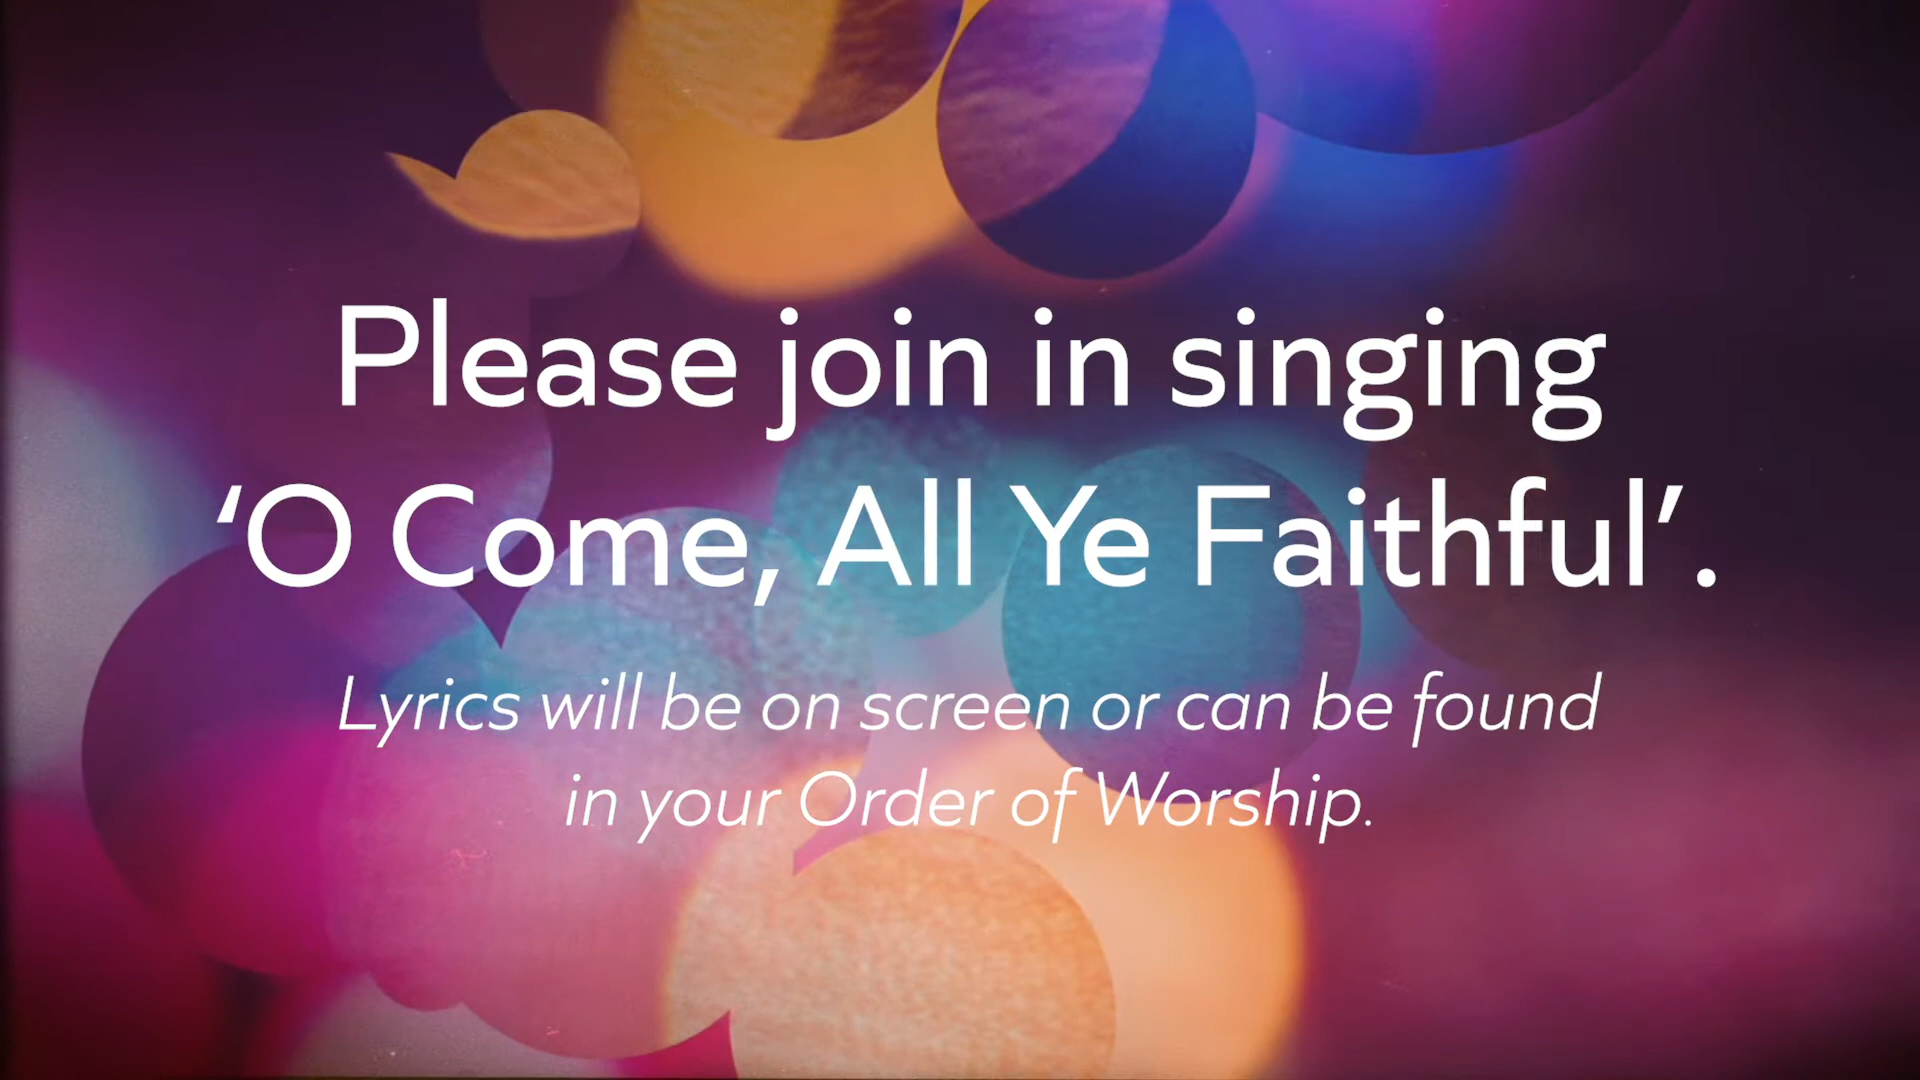 Please join in singing
‘O Come, All Ye Faithful’.
Lyrics will be on screen or can be found
in your Order of Worship.